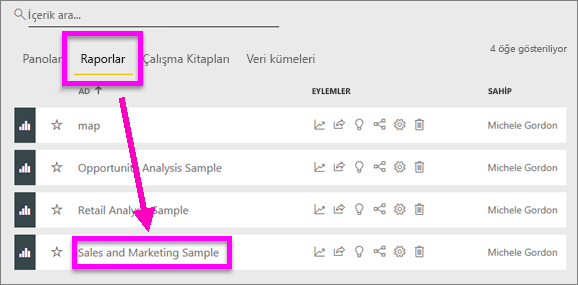 İçerik ara...
4 öğe gösteriliyor
Panolar Raporlar Çalışma Kitapları Veri kümeleri
AD EYLEMLER SAHİP
map Michele Gordon
Opportunity Analysis Sample Michele Gordon
Retail Analysis Sample Michele Gordon
Sales and Marketing Sample Michele Gordon